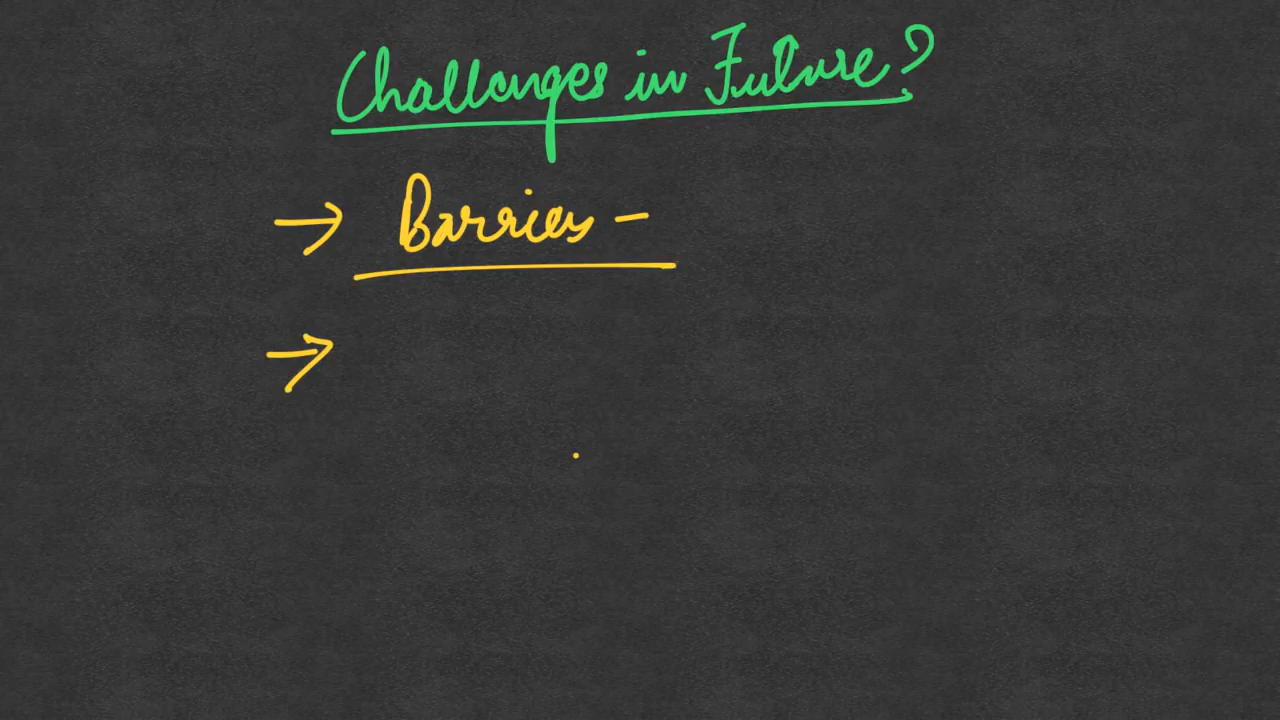 Challenges in Future?
→ Barriers -
→